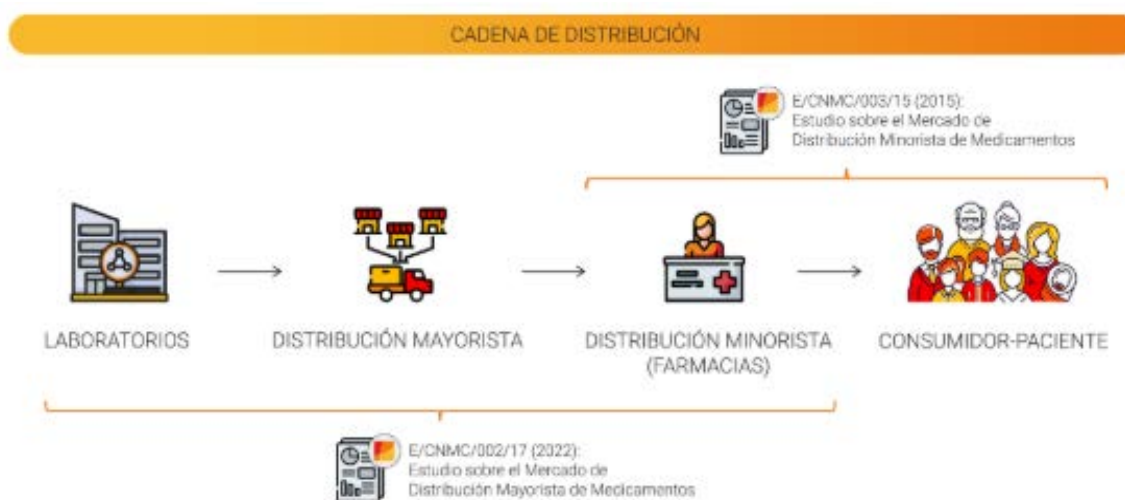 CADENA DE DISTRIBUCIÓN
E/CNMC/003/15 (2015):
Estudio sobre el Mercado de
Distribución Minorista de Medicamentos
LABORATORIOS
DISTRIBUCIÓN MAYORISTA
DISTRIBUCIÓN MINORISTA
(FARMACIAS)
CONSUMIDOR-PACIENTE
E/CNMC/002/17 (2022):
Estudio sobre el Mercado de
Distribución Mayorista de Medicamentos